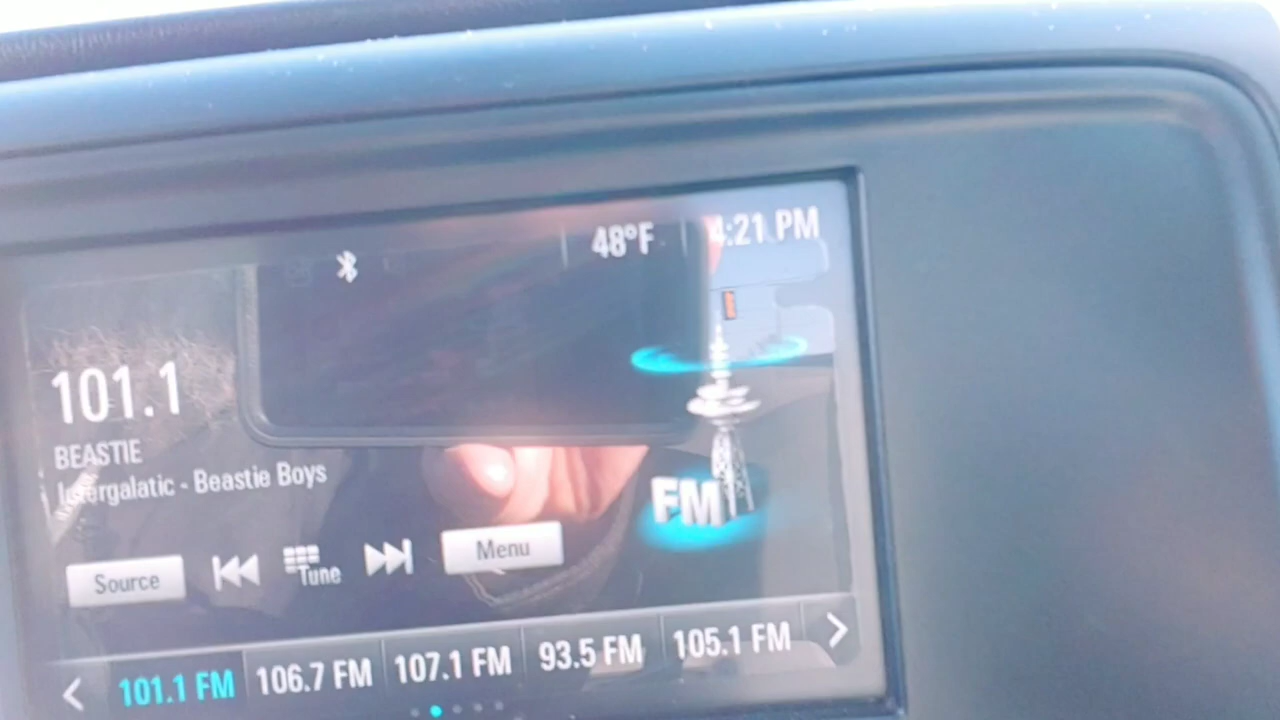 48°F 4:21 PM
101.1
BEASTIE
Intergalatic - Beastie Boys
FM
Source Tune Menu
101.1 FM 106.7 FM 107.1 FM 93.5 FM 105.1 FM